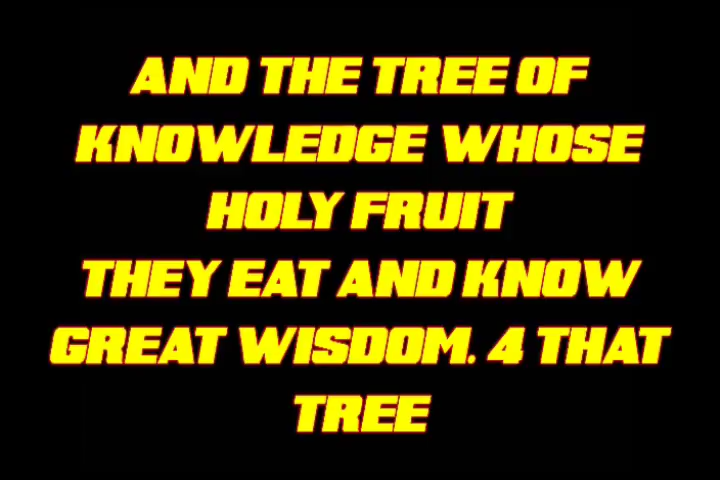 AND THE TREE OF
KNOWLEDGE WHOSE
HOLY FRUIT
THEY EAT AND KNOW
GREAT WISDOM. 4 THAT
TREE